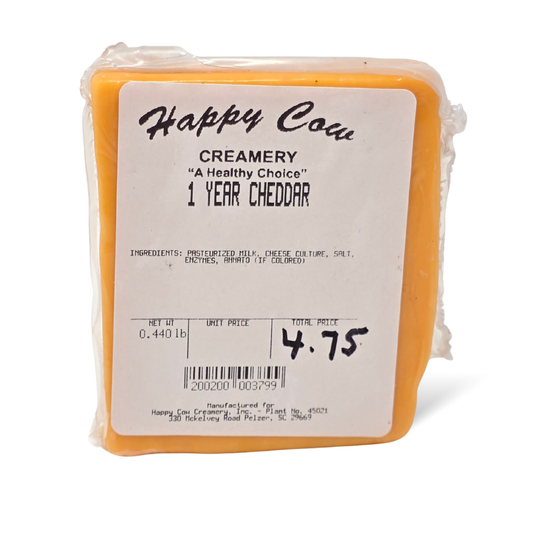 Happy Cow
CREAMERY
"A Healthy Choice"
1 YEAR CHEDDAR
INGREDIENTS: PASTEURIZED MILK, CHEESE CULTURE, SALT,
ENZYMES, ANNATO (IF COLORED)
NET WT UNIT PRICE TOTAL PRICE
0.440 lb 4.75
200200 003799
Manufactured for
Happy Cow Creamery, Inc. - Plant No. 45021
330 McKelvey Road Pelzer, SC 29669